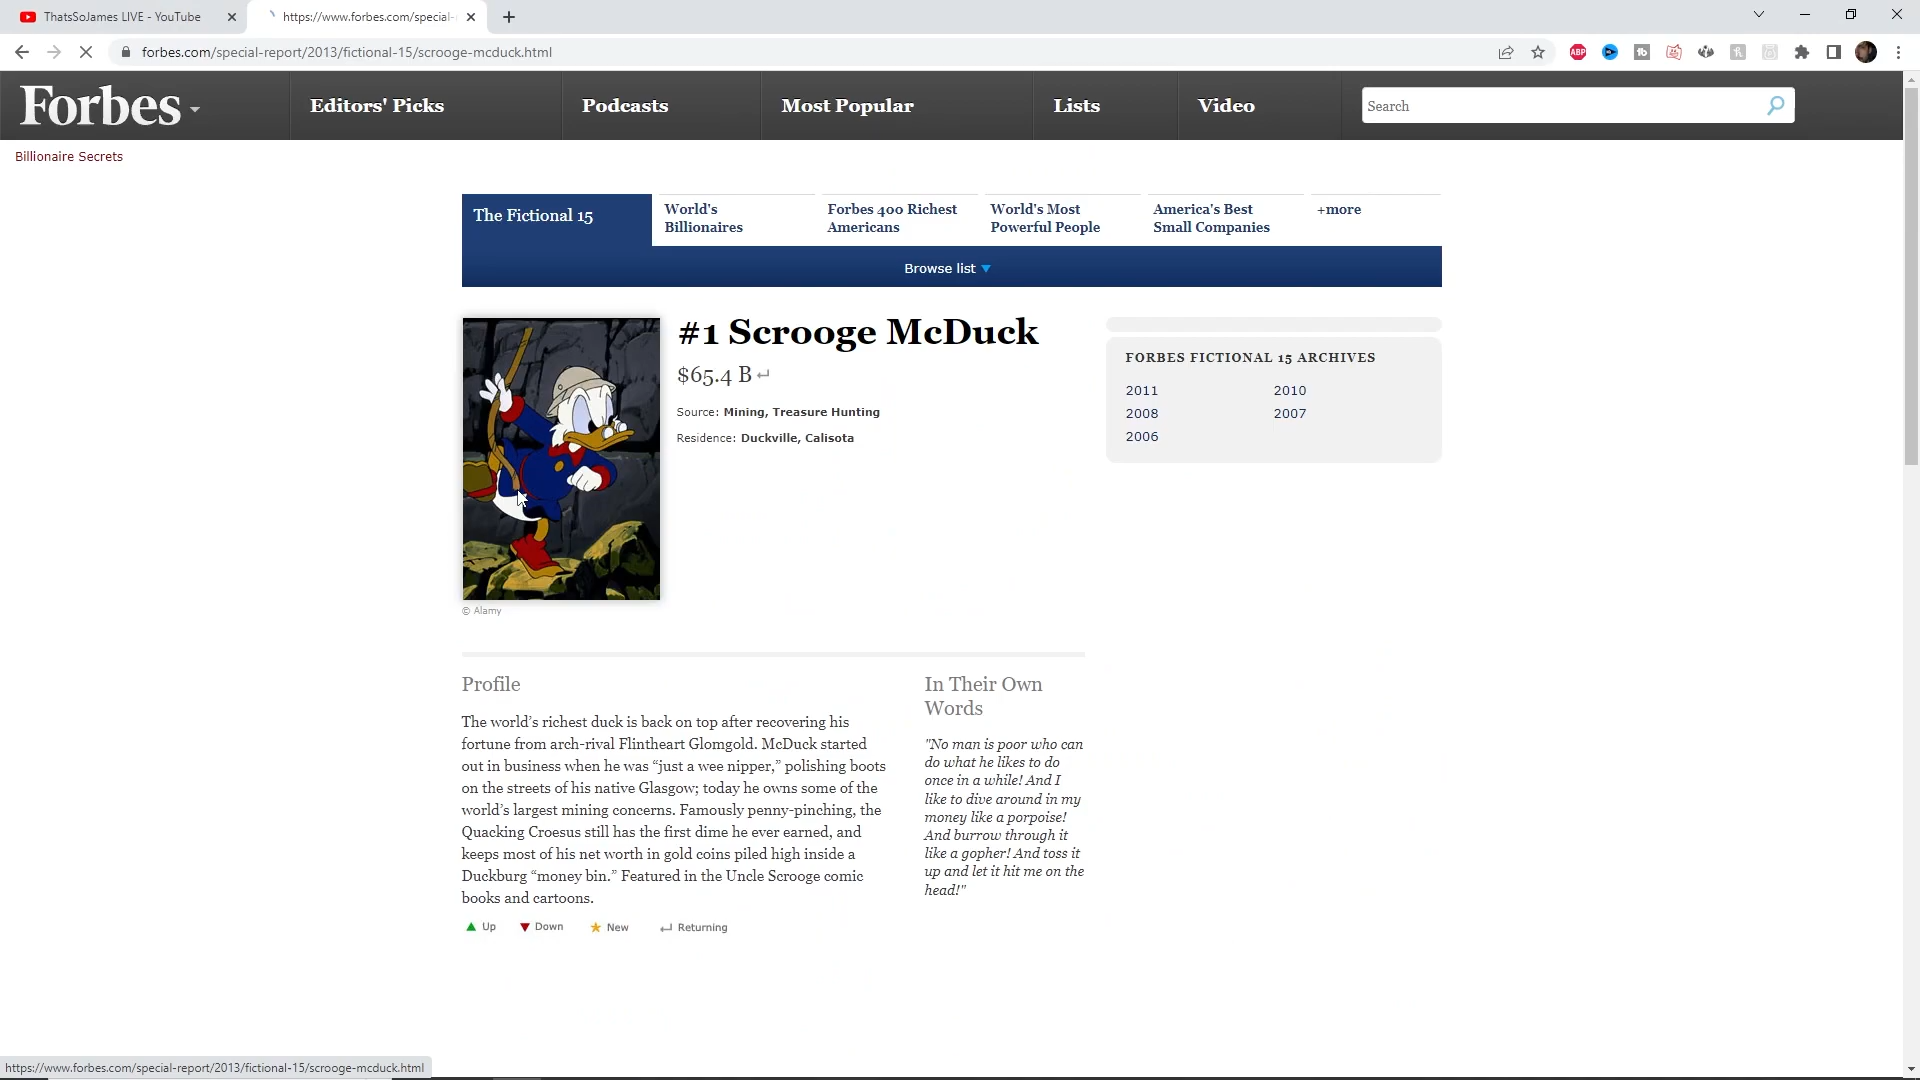 ThatsSoJames LIVE - YouTube
https://www.forbes.com/special-r
forbes.com/special-report/2013/fictional-15/scrooge-mcduck.html
ABP
Forbes
Editors' Picks
Podcasts
Most Popular
Lists
Video
Search
Billionaire Secrets
The Fictional 15
World's
Billionaires
Forbes 400 Richest
Americans
World's Most
Powerful People
America's Best
Small Companies
+more
Browse list
#1 Scrooge McDuck
$65.4 B
Source: Mining, Treasure Hunting
Residence: Duckville, Calisota
© Alamy
FORBES FICTIONAL 15 ARCHIVES
2011
2010
2008
2007
2006
Profile
The world’s richest duck is back on top after recovering his
fortune from arch-rival Flintheart Glomgold. McDuck started
out in business when he was “just a wee nipper,” polishing boots
on the streets of his native Glasgow; today he owns some of the
world’s largest mining concerns. Famously penny-pinching, the
Quacking Croesus still has the first dime he ever earned, and
keeps most of his net worth in gold coins piled high inside a
Duckburg “money bin.” Featured in the Uncle Scrooge comic
books and cartoons.
In Their Own
Words
"No man is poor who can
do what he likes to do
once in a while! And I
like to dive around in my
money like a porpoise!
And burrow through it
like a gopher! And toss it
up and let it hit me on the
head!"
Up
Down
New
Returning
https://www.forbes.com/special-report/2013/fictional-15/scrooge-mcduck.html